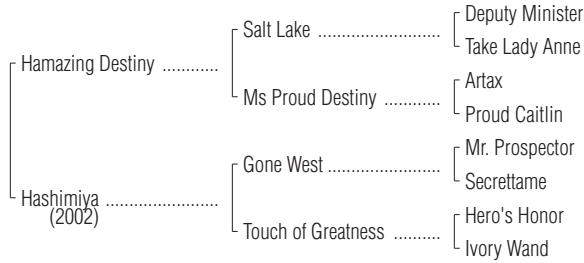 Deputy Minister
Salt Lake ........................................
Take Lady Anne
Hamazing Destiny ............
Artax
Ms Proud Destiny ............
Proud Caitlin
Mr. Prospector
Gone West .....................................
Secrettame
Hashimiya ........................
(2002)
Hero's Honor
Touch of Greatness ..........
Ivory Wand